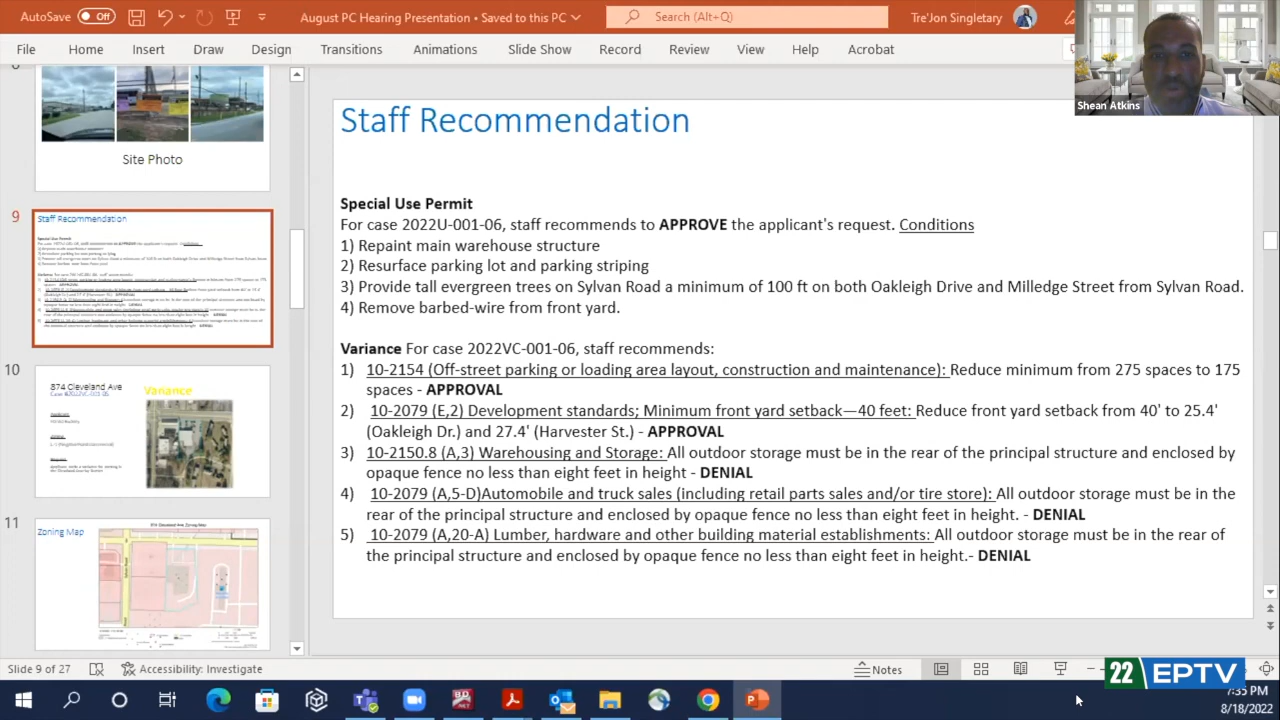 AutoSave Off August PC Hearing Presentation • Saved to this PC Search (Alt+Q) Tre'Jon Singletary
File Home Insert Draw Design Transitions Animations Slide Show Record Review View Help Acrobat
Shean Atkins
Site Photo
9
Staff Recommendation
10
874 Cleveland Ave
Variance
11
Zoning Map
Staff Recommendation
Special Use Permit
For case 2022U-001-06, staff recommends to APPROVE the applicant's request. Conditions
1) Repaint main warehouse structure
2) Resurface parking lot and parking striping
3) Provide tall evergreen trees on Sylvan Road a minimum of 100 ft on both Oakleigh Drive and Milledge Street from Sylvan Road.
4) Remove barbed-wire from front yard.
Variance For case 2022VC-001-06, staff recommends:
1) 10-2154 (Off-street parking or loading area layout, construction and maintenance): Reduce minimum from 275 spaces to 175
spaces - APPROVAL
2) 10-2079 (E,2) Development standards; Minimum front yard setback—40 feet: Reduce front yard setback from 40' to 25.4'
(Oakleigh Dr.) and 27.4' (Harvester St.) - APPROVAL
3) 10-2150.8 (A,3) Warehousing and Storage: All outdoor storage must be in the rear of the principal structure and enclosed by
opaque fence no less than eight feet in height - DENIAL
4) 10-2079 (A,5-D)Automobile and truck sales (including retail parts sales and/or tire store): All outdoor storage must be in the
rear of the principal structure and enclosed by opaque fence no less than eight feet in height. - DENIAL
5) 10-2079 (A,20-A) Lumber, hardware and other building material establishments: All outdoor storage must be in the rear of
the principal structure and enclosed by opaque fence no less than eight feet in height.- DENIAL
Slide 9 of 27 Accessibility: Investigate Notes
22 EPTV
7:35 PM
8/18/2022